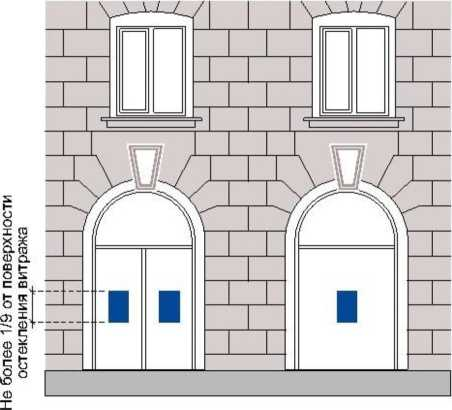 Не более 1/9 от поверхности
остекления витража